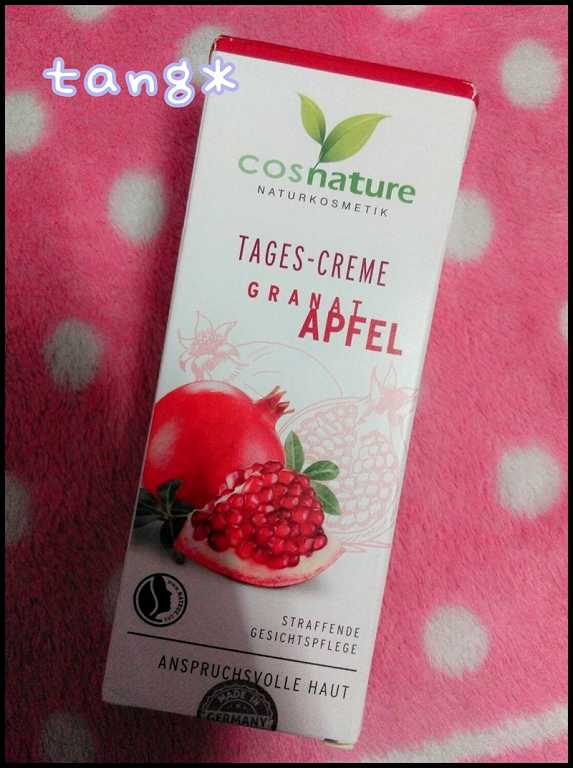 tang*
cosnature
NATURKOSMETIK
TAGES-CREME
GRANAT
APFEL
STRAFFENDE
GESICHTSPFLEGE
ANSPRUCHSVOLLE HAUT
MADE IN
GERMANY